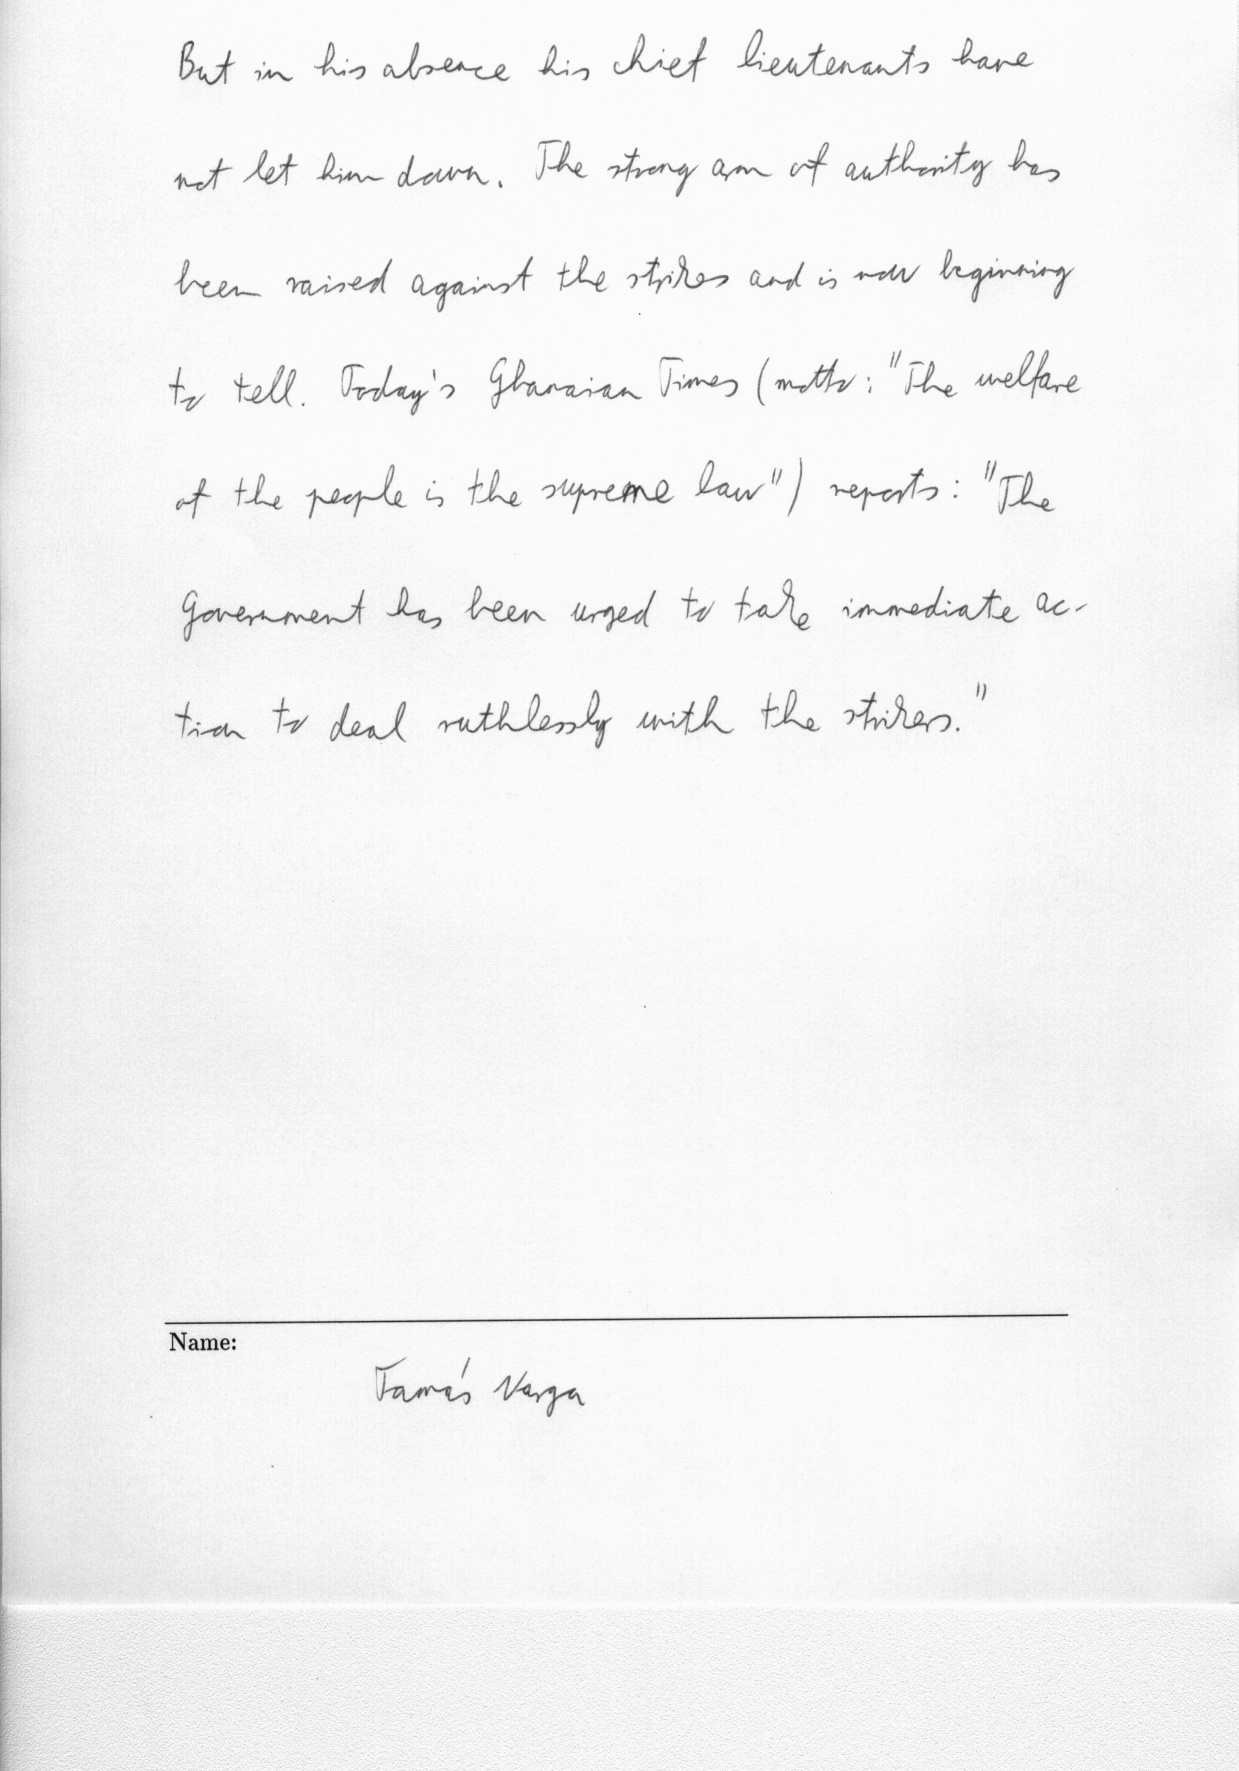 But in his absence his chief lieutenants have
not let him down. The strong arm of authority has
been raised against the strikes and is now beginning
to tell. Today's Ghanaian Times (motto: "The welfare
of the people is the supreme law") reports: "The
Government has been urged to take immediate ac-
tion to deal ruthlessly with the strikers."
Name:
Tamás Varga